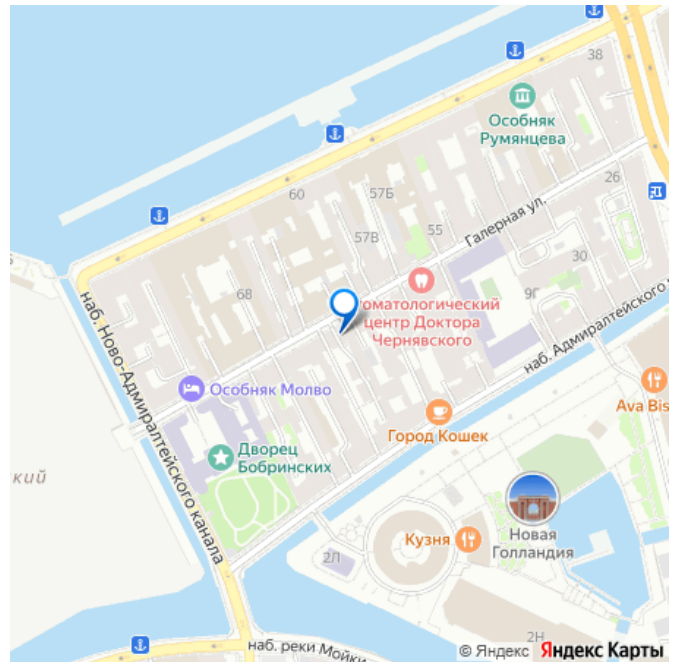 38
Особняк
Румянцева
60
57Б
26
57В
55
Галерная ул.
68
30
9Г
Стоматологический
центр Доктора
Чернявского
наб. Ново-Адмиралтейского канала
наб. Адмиралтейского к
Особняк Молво
Ava Bis
Город Кошек
Дворец
Бобринских
ский
Кузня
Новая
Голландия
2Л
2Н
наб. реки Мойки
© Яндекс Яндекс Карты